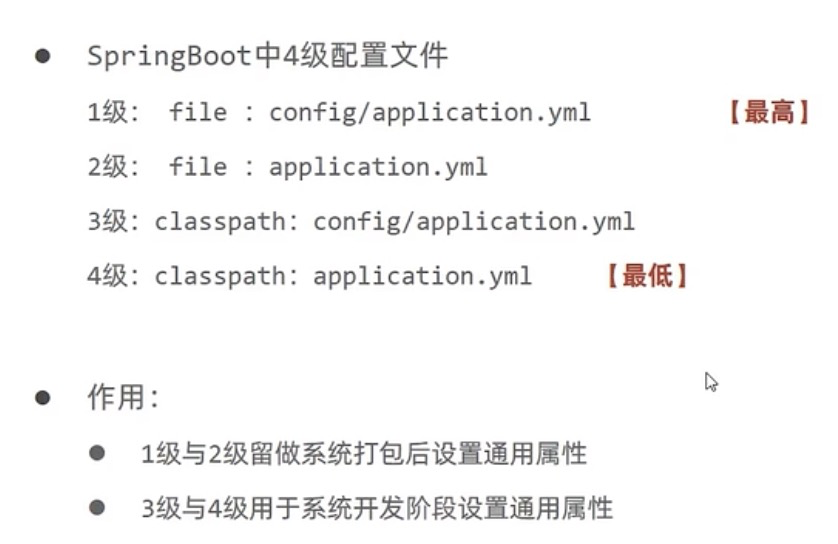 SpringBoot中4级配置文件
1级: file : config/application.yml 【最高】
2级: file : application.yml
3级: classpath: config/application.yml
4级: classpath: application.yml 【最低】
作用:
1级与2级留做系统打包后设置通用属性
3级与4级用于系统开发阶段设置通用属性